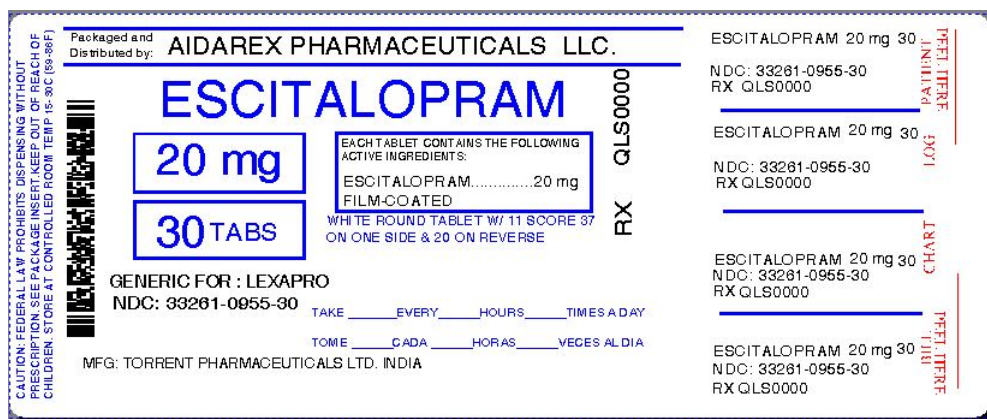 CAUTION: FEDERAL LAW PROHIBITS DISPENSING WITHOUT
PRESCRIPTION. SEE PACKAGE INSERT. KEEP OUT OF REACH OF
CHILDREN. STORE AT CONTROLLED ROOM TEMP 15-30C (59-86F)
Packaged and
Distributed by:
AIDAREX PHARMACEUTICALS LLC.
ESCITALOPRAM
20 mg
30 TABS
EACH TABLET CONTAINS THE FOLLOWING
ACTIVE INGREDIENTS:
ESCITALOPRAM..............20 mg
FILM-COATED
WHITE ROUND TABLET W/ 11 SCORE 37
ON ONE SIDE & 20 ON REVERSE
RX QLS0000
GENERIC FOR : LEXAPRO
NDC: 33261-0955-30
TAKE ______EVERY______HOURS______TIMES A DAY
TOME ______CADA ______HORAS______VECES AL DIA
MFG: TORRENT PHARMACEUTICALS LTD. INDIA
ESCITALOPRAM 20 mg 30
NDC: 33261-0955-30
RX QLS0000
PATIENT
PEEL HERE
ESCITALOPRAM 20 mg 30
NDC: 33261-0955-30
RX QLS0000
LOG
ESCITALOPRAM 20 mg 30
NDC: 33261-0955-30
RX QLS0000
CHART
ESCITALOPRAM 20 mg 30
NDC: 33261-0955-30
RX QLS0000
BILL
PEEL HERE